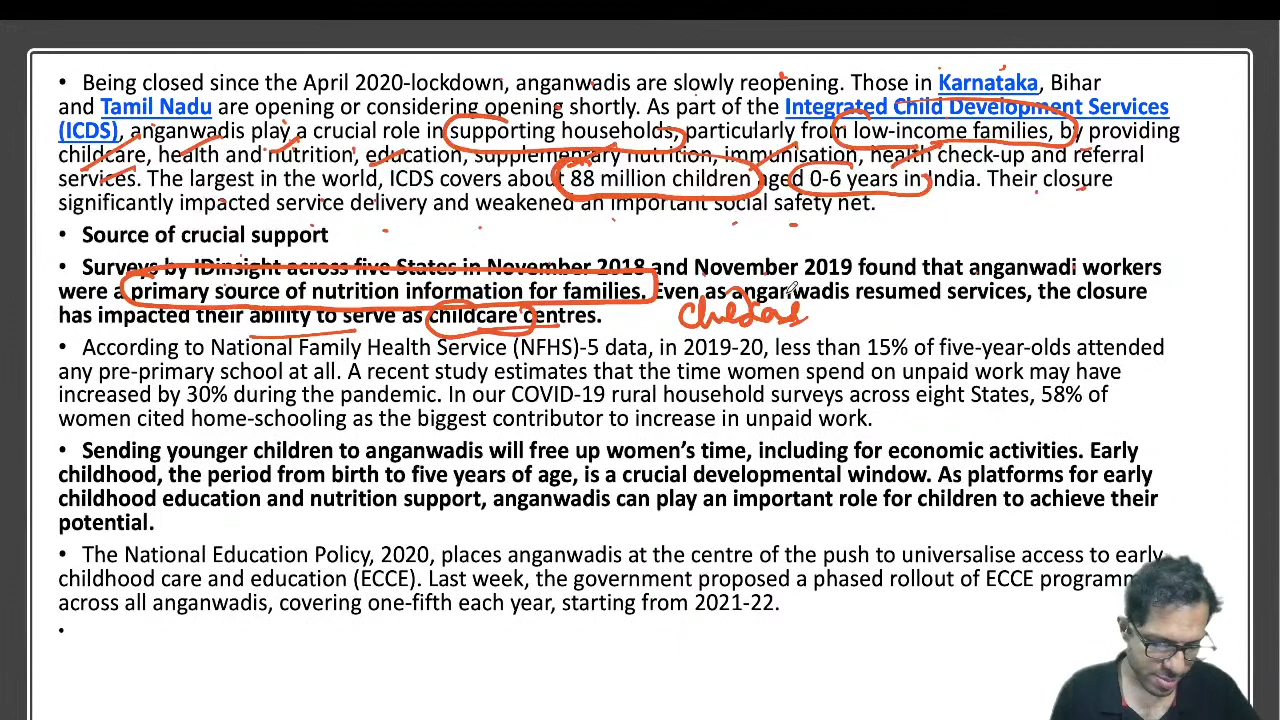 • Being closed since the April 2020-lockdown, anganwadis are slowly reopening. Those in Karnataka, Bihar
and Tamil Nadu are opening or considering opening shortly. As part of the Integrated Child Development Services
(ICDS), anganwadis play a crucial role in supporting households, particularly from low-income families, by providing
childcare, health and nutrition, education, supplementary nutrition, immunisation, health check-up and referral
services. The largest in the world, ICDS covers about 88 million children aged 0-6 years in India. Their closure
significantly impacted service delivery and weakened an important social safety net.
• Source of crucial support
• Surveys by IDinsight across five States in November 2018 and November 2019 found that anganwadi workers
were a primary source of nutrition information for families. Even as anganwadis resumed services, the closure
has impacted their ability to serve as childcare centres.
• According to National Family Health Service (NFHS)-5 data, in 2019-20, less than 15% of five-year-olds attended
any pre-primary school at all. A recent study estimates that the time women spend on unpaid work may have
increased by 30% during the pandemic. In our COVID-19 rural household surveys across eight States, 58% of
women cited home-schooling as the biggest contributor to increase in unpaid work.
• Sending younger children to anganwadis will free up women's time, including for economic activities. Early
childhood, the period from birth to five years of age, is a crucial developmental window. As platforms for early
childhood education and nutrition support, anganwadis can play an important role for children to achieve their
potential.
• The National Education Policy, 2020, places anganwadis at the centre of the push to universalise access to early
childhood care and education (ECCE). Last week, the government proposed a phased rollout of ECCE
across all anganwadis, covering one-fifth each year, starting from 2021-22.
•